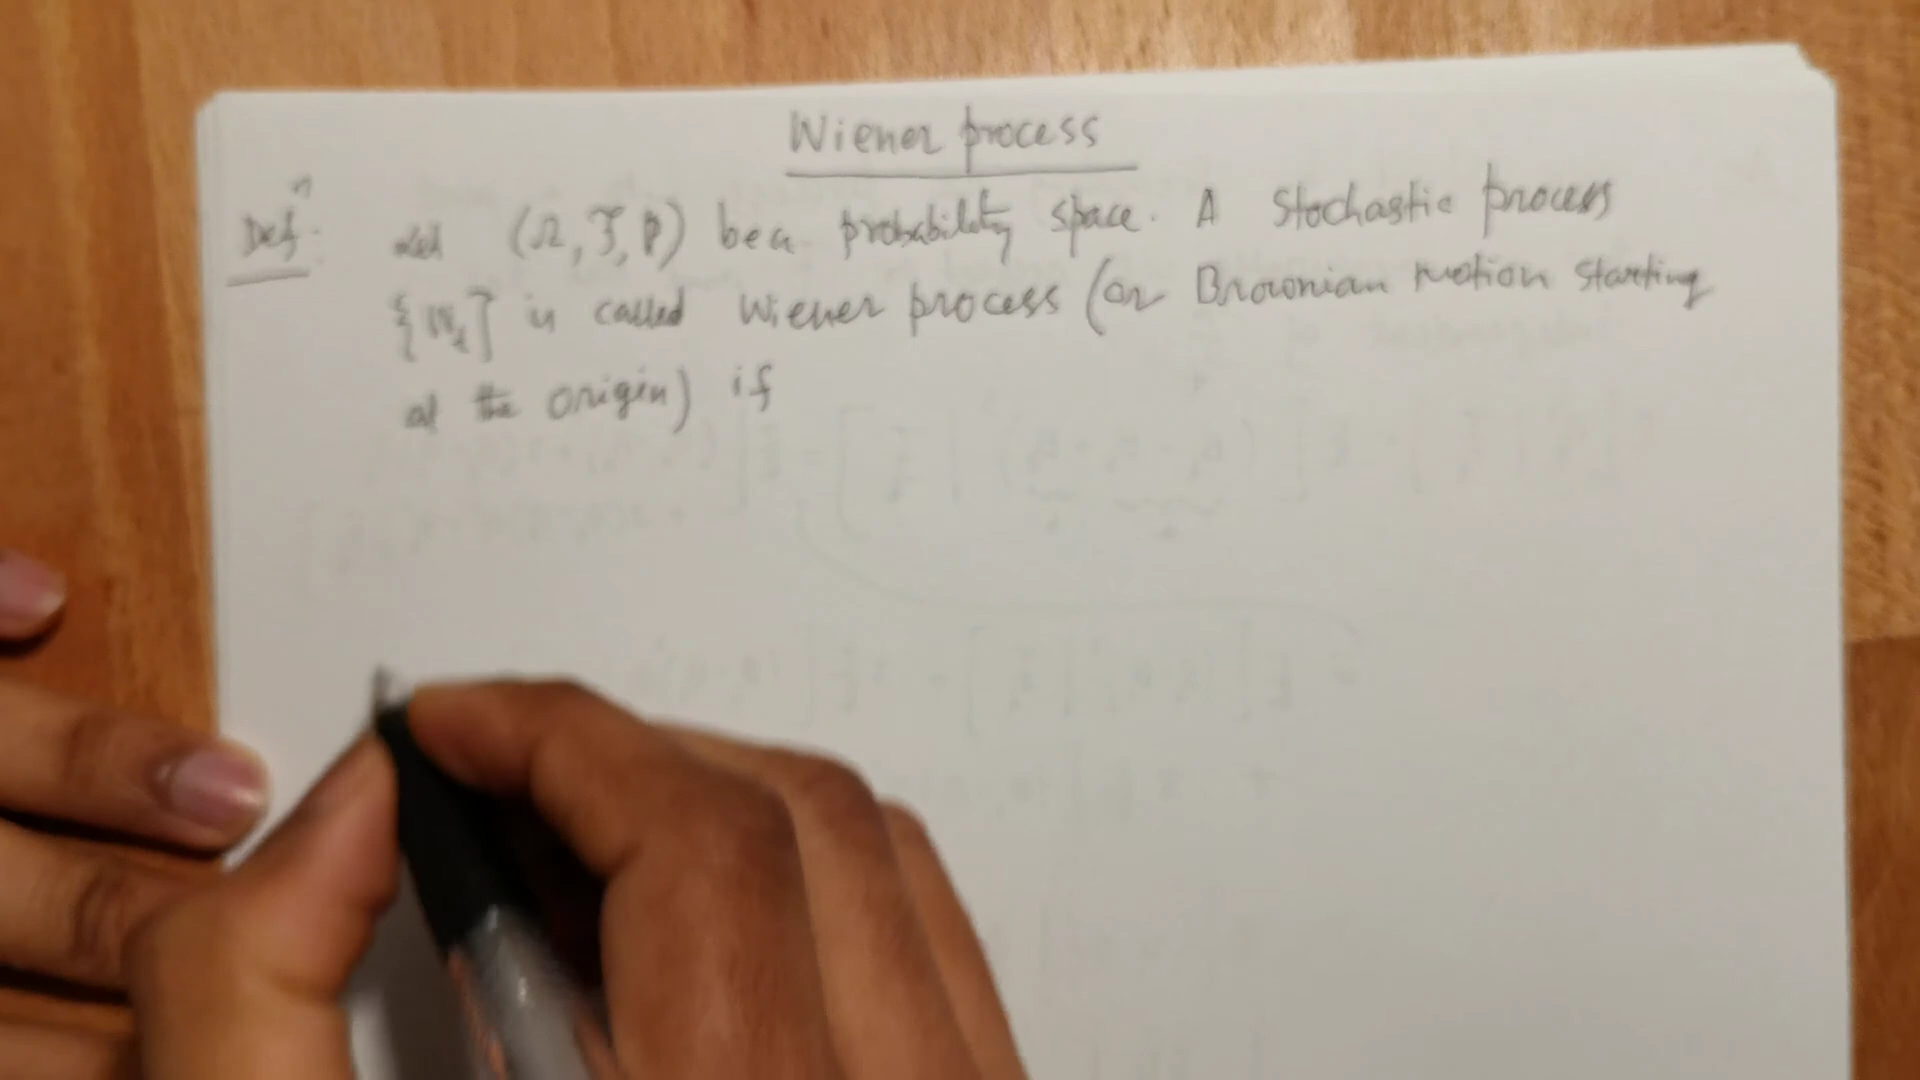 Wiener process
Defⁿ. Let (Ω, F, P) be a probability space. A Stochastic process
{W_t} is called Wiener process (or Brownian motion starting
at the origin) if